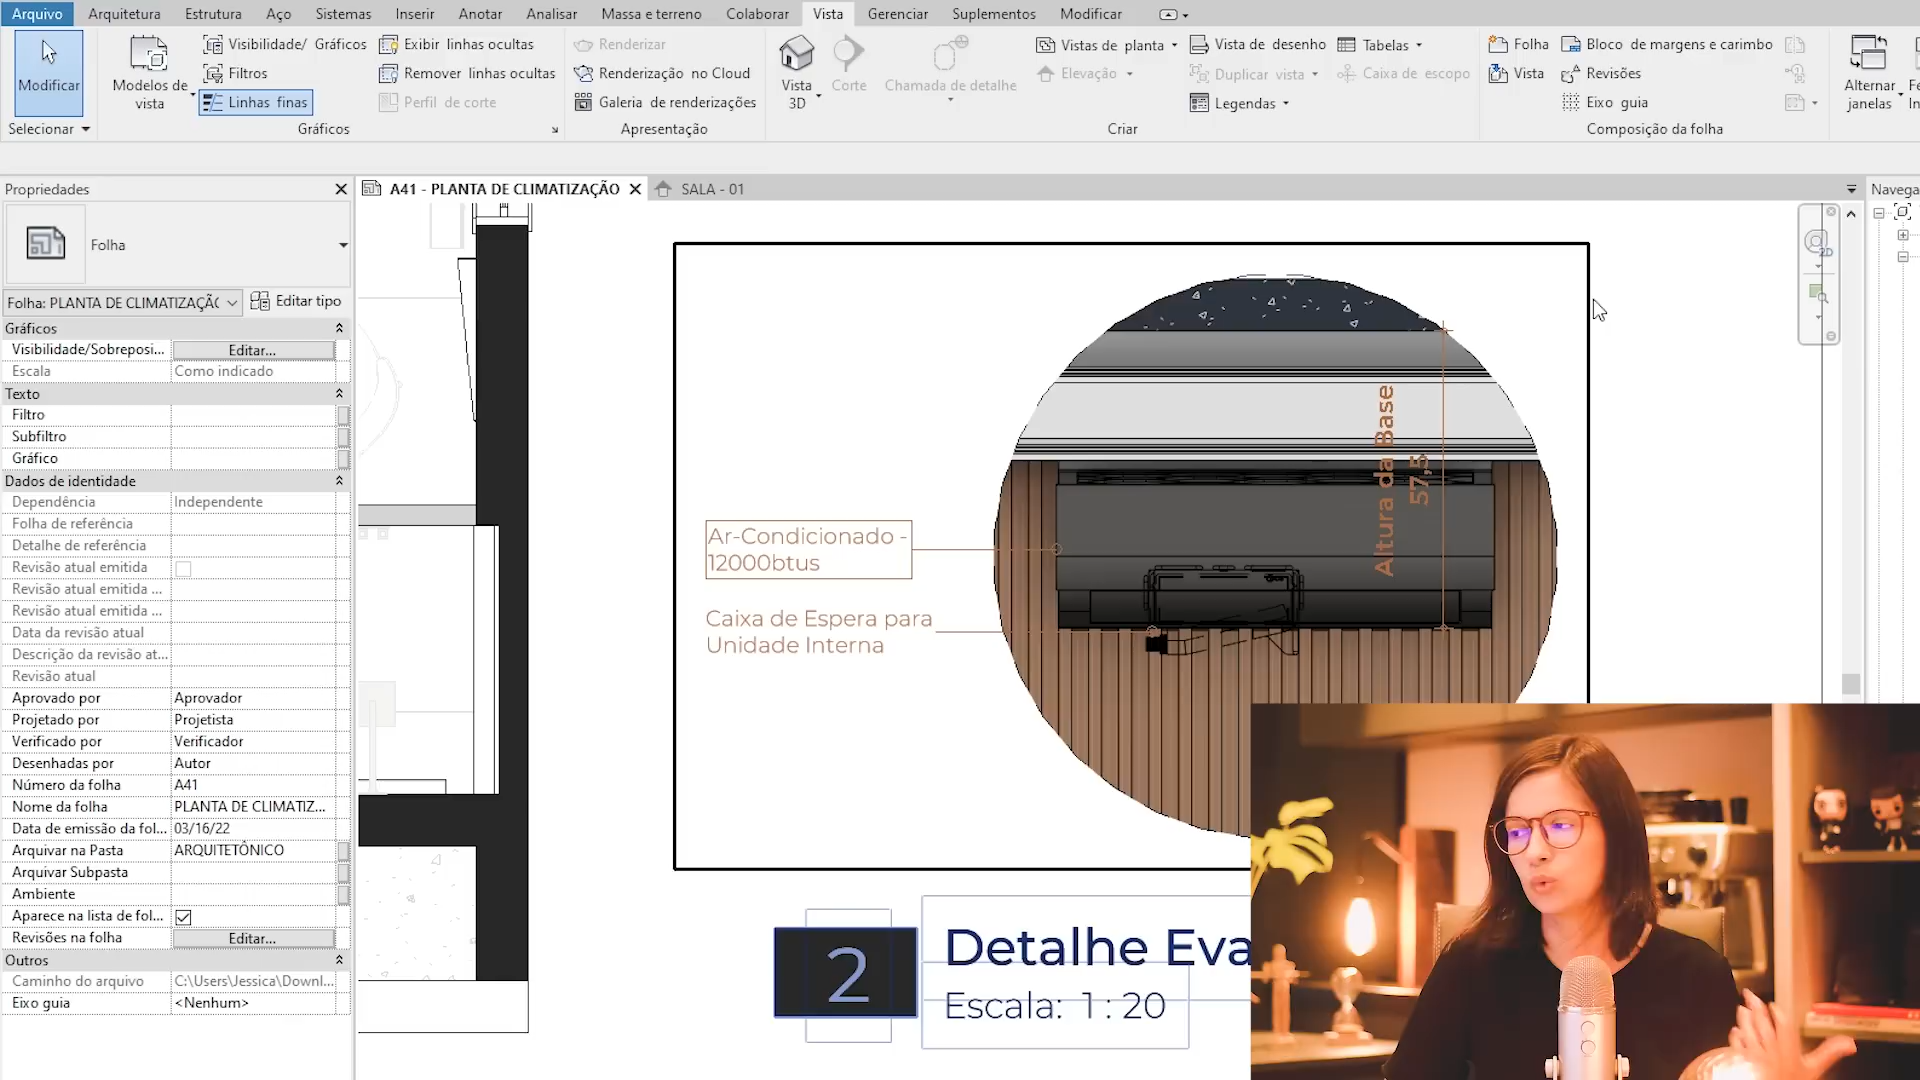 Arquivo Arquitetura Estrutura Aço Sistemas Inserir Anotar Analisar Massa e terreno Colaborar Vista Gerenciar Suplementos Modificar
Modificar
Selecionar
Modelos de vista
Visibilidade/ Gráficos
Filtros
Linhas finas
Exibir linhas ocultas
Remover linhas ocultas
Perfil de corte
Gráficos
Renderizar
Renderização no Cloud
Galeria de renderizações
Apresentação
Vista 3D
Corte
Chamada de detalhe
Vistas de planta
Elevação
Vista de desenho
Duplicar vista
Legendas
Tabelas
Caixa de escopo
Criar
Folha
Vista
Bloco de margens e carimbo
Revisões
Eixo guia
Composição da folha
Alternar janelas
Propriedades
A41 - PLANTA DE CLIMATIZAÇÃO
SALA - 01
Navega
Folha
Folha: PLANTA DE CLIMATIZAÇÃ
Editar tipo
Gráficos
Visibilidade/Sobreposi... Editar...
Escala Como indicado
Texto
Filtro
Subfiltro
Gráfico
Dados de identidade
Dependência Independente
Folha de referência
Detalhe de referência
Revisão atual emitida
Revisão atual emitida ...
Revisão atual emitida ...
Data da revisão atual
Descrição da revisão at...
Revisão atual
Aprovado por Aprovador
Projetado por Projetista
Verificado por Verificador
Desenhadas por Autor
Número da folha A41
Nome da folha PLANTA DE CLIMATIZ...
Data de emissão da fol... 03/16/22
Arquivar na Pasta ARQUITETÔNICO
Arquivar Subpasta
Ambiente
Aparece na lista de fol...
Revisões na folha Editar...
Outros
Caminho do arquivo C:\Users\Jessica\Downl...
Eixo guia <Nenhum>
Ar-Condicionado -
12000btus
Caixa de Espera para
Unidade Interna
Altura da Base
57,5
2
Detalhe Eva
Escala: 1 : 20
2D